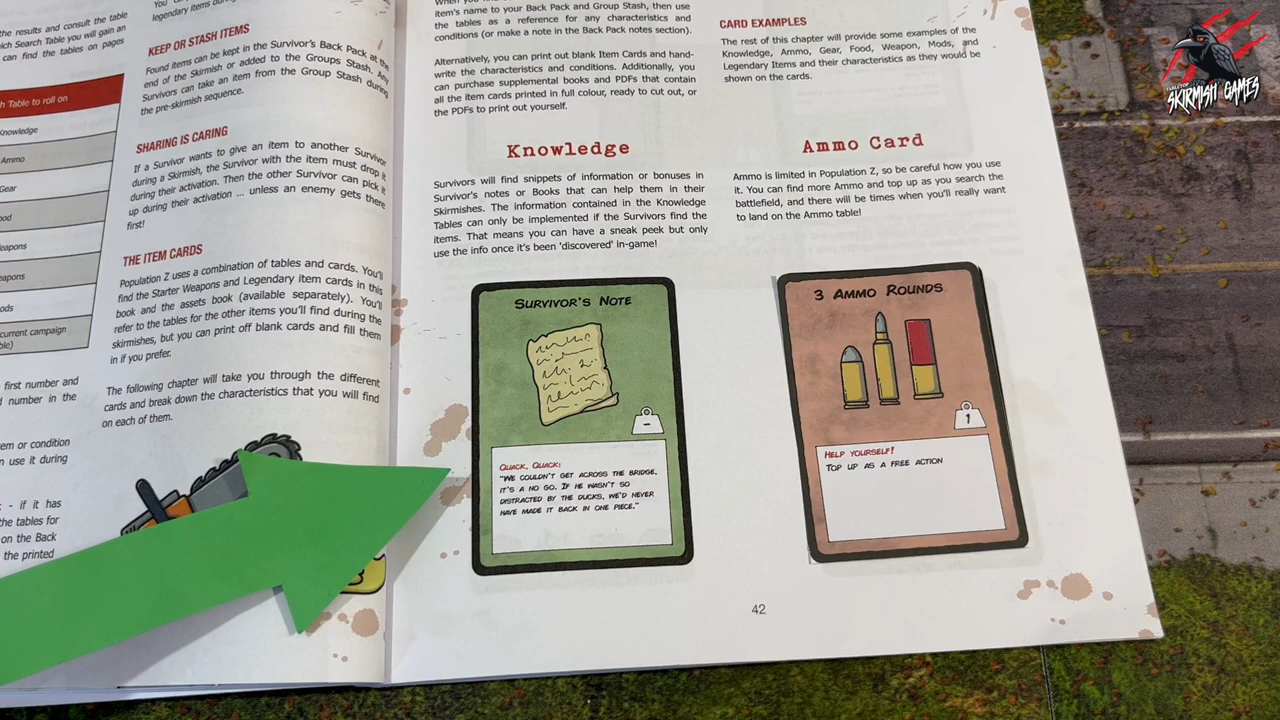 the results and consult the table
Search Table you will gain an
can find the tables on pages
h Table to roll on
Knowledge
Ammo
Gear
ood
eapons
eapons
ods
current campaign
ble)
first number and
d number in the
em or condition
n use it during
- if it has
the tables for
on the Back
the printed
You
legendary items during
KEEP OR STASH ITEMS
Found items can be kept in the Survivor's Back Pack at the
end of the Skirmish or added to the Groups Stash. Any
Survivors can take an item from the Group Stash during
the pre-skirmish sequence.
SHARING IS CARING
If a Survivor wants to give an item to another Survivor
during a Skirmish, the Survivor with the item must drop it
during their activation. Then the other Survivor can pick it
up during their activation ... unless an enemy gets there
first!
THE ITEM CARDS
Population Z uses a combination of tables and cards. You'll
find the Starter Weapons and Legendary item cards in this
book and the assets book (available separately). You'll
refer to the tables for the other items you'll find during the
skirmishes, but you can print off blank cards and fill them
in if you prefer.
The following chapter will take you through the different
cards and break down the characteristics that you will find
on each of them.
item's name to your Back Pack and Group Stash, then use
the tables as a reference for any characteristics and
conditions (or make a note in the Back Pack notes section).
Alternatively, you can print out blank Item Cards and hand-
write the characteristics and conditions. Additionally, you
can purchase supplemental books and PDFs that contain
all the item cards printed in full colour, ready to cut out, or
the PDFs to print out yourself.
Knowledge
Survivors will find snippets of information or bonuses in
Survivor's notes or Books that can help them in their
Skirmishes. The information contained in the Knowledge
Tables can only be implemented if the Survivors find the
items. That means you can have a sneak peek but only
use the info once it's been 'discovered' in-game!
SURVIVOR'S NOTE
-
QUACK, QUACK:
"WE COULDN'T GET ACROSS THE BRIDGE,
IT'S A NO GO. IF HE WASN'T SO
DISTRACTED BY THE DUCKS, WE'D NEVER
HAVE MADE IT BACK IN ONE PIECE."
CARD EXAMPLES
The rest of this chapter will provide some examples of the
Knowledge, Ammo, Gear, Food, Weapon, Mods, and
Legendary Items and their characteristics as they would be
shown on the cards.
Ammo Card
Ammo is limited in Population Z, so be careful how you use
it. You can find more Ammo and top up as you search the
battlefield, and there will be times when you'll really want
to land on the Ammo table!
3 AMMO ROUNDS
1
HELP YOURSELF!
TOP UP AS A FREE ACTION
42
TABLETOP
SKIRMISH GAMES